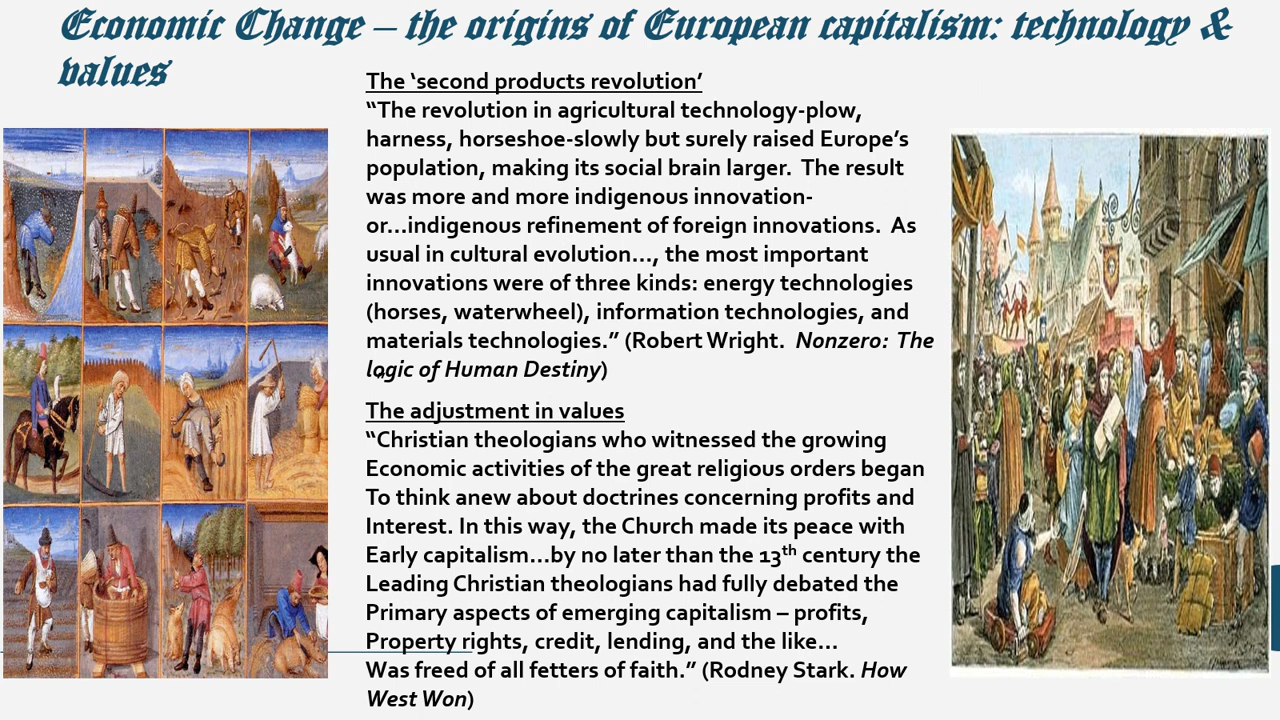 Economic Change – the origins of European capitalism: technology &
values
The ‘second products revolution’
“The revolution in agricultural technology-plow,
harness, horseshoe-slowly but surely raised Europe’s
population, making its social brain larger.  The result
was more and more indigenous innovation-
or...indigenous refinement of foreign innovations.  As
usual in cultural evolution..., the most important
innovations were of three kinds: energy technologies
(horses, waterwheel), information technologies, and
materials technologies.” (Robert Wright.  Nonzero:  The
logic of Human Destiny)
”
The adjustment in values
“Christian theologians who witnessed the growing
Economic activities of the great religious orders began
To think anew about doctrines concerning profits and
Interest. In this way, the Church made its peace with
Early capitalism...by no later than the 13th century the
Leading Christian theologians had fully debated the
Primary aspects of emerging capitalism – profits,
Property rights, credit, lending, and the like...
Was freed of all fetters of faith.” (Rodney Stark. How
West Won)